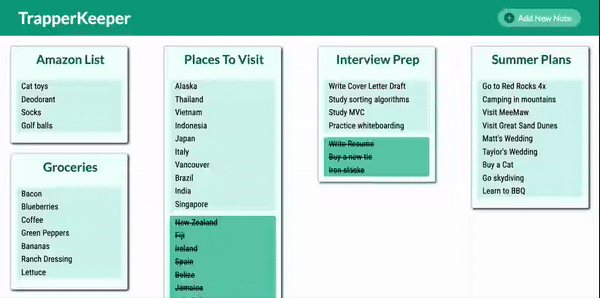 TrapperKeeper
Add New Note
Amazon List
Cat toys
Deodorant
Socks
Golf balls
Groceries
Bacon
Blueberries
Coffee
Green Peppers
Bananas
Ranch Dressing
Lettuce
Places To Visit
Alaska
Thailand
Vietnam
Indonesia
Japan
Italy
Vancouver
Brazil
India
Singapore
New Zealand
Fiji
Ireland
Spain
Belize
Jamaica
Interview Prep
Write Cover Letter Draft
Study sorting algorithms
Study MVC
Practice whiteboarding
Write Resume
Buy a new tie
Iron slacks
Summer Plans
Go to Red Rocks 4x
Camping in mountains
Visit MeeMaw
Visit Great Sand Dunes
Matt's Wedding
Taylor's Wedding
Buy a Cat
Go skydiving
Learn to BBQ